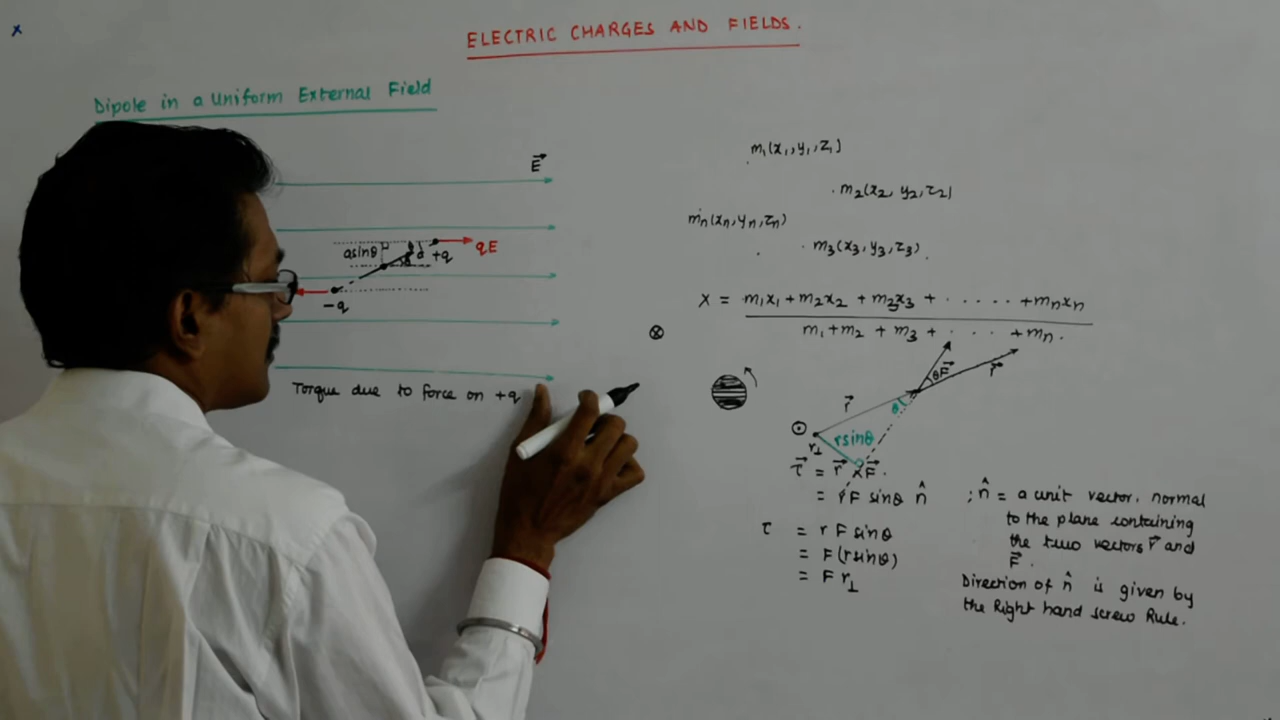 x
ELECTRIC CHARGES AND FIELDS.
Dipole in a Uniform External Field
E⃗
asinθ
d
+q
qE
-q
Torque due to force on +q
m₁(x₁,y₁,z₁)
m₂(x₂, y₂, z₂)
mₙ(xₙ,yₙ,zₙ)
m₃(x₃,y₃,z₃)
X = m₁x₁+m₂x₂ +m₃x₃ + ...... +mₙxₙ
m₁+m₂ + m₃ + . . . +mₙ.
θ F⃗ r⃗
r⃗
θ
r⊥ rsinθ
τ⃗ = r⃗ × F⃗.
= rF sinθ n̂
τ = rFsinθ
= F(rsinθ)
= F r⊥
; n̂ = a unit vector, normal
to the plane containing
the two vectors r⃗ and
F⃗.
Direction of n̂ is given by
the Right hand screw Rule.